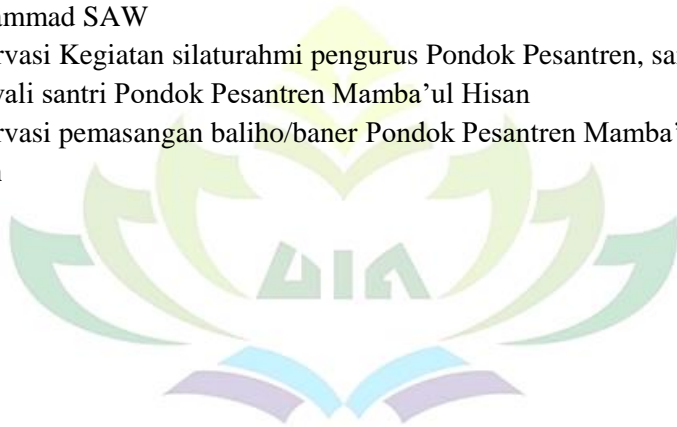 ammad SAW
rvasi Kegiatan silaturahmi pengurus Pondok Pesantren, sa
vali santri Pondok Pesantren Mamba’ul Hisan
rvasi pemasangan baliho/baner Pondok Pesantren Mamba’
UIN